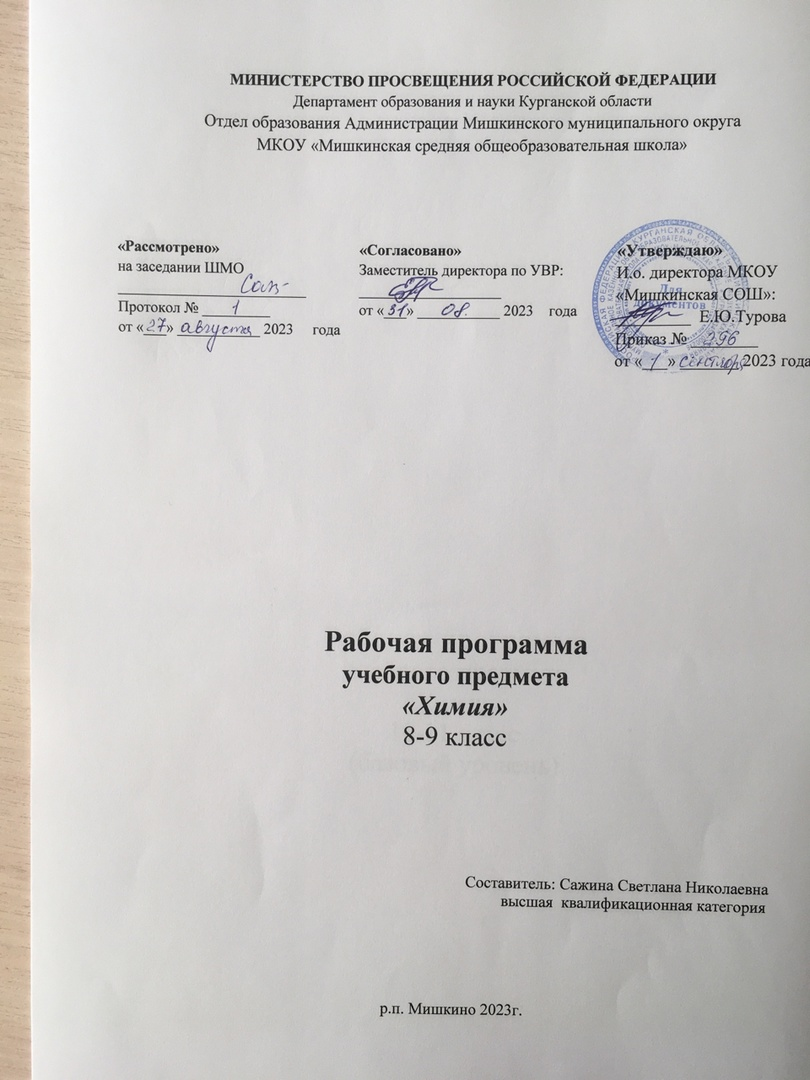 МИНИСТЕРСТВО ПРОСВЕЩЕНИЯ РОССИЙСКОЙ ФЕДЕРАЦИИ
Департамент образования и науки Курганской области
Отдел образования Администрации Мишкинского муниципального округа
МКОУ «Мишкинская средняя общеобразовательная школа»
«Рассмотрено»
на заседании ШМО
Саж-
Протокол № 1
от «27» августа 2023 года
«Согласовано»
Заместитель директора по УВР:
от «31» 08. 2023 года
«Утверждаю»
И.о. директора МКОУ
«Мишкинская СОШ»:
Е.Ю.Турова
Приказ № 296
от «1» сентября 2023 года
Для
документов
Рабочая программа
учебного предмета
«Химия»
8-9 класс
Составитель: Сажина Светлана Николаевна
высшая квалификационная категория
р.п. Мишкино 2023г.